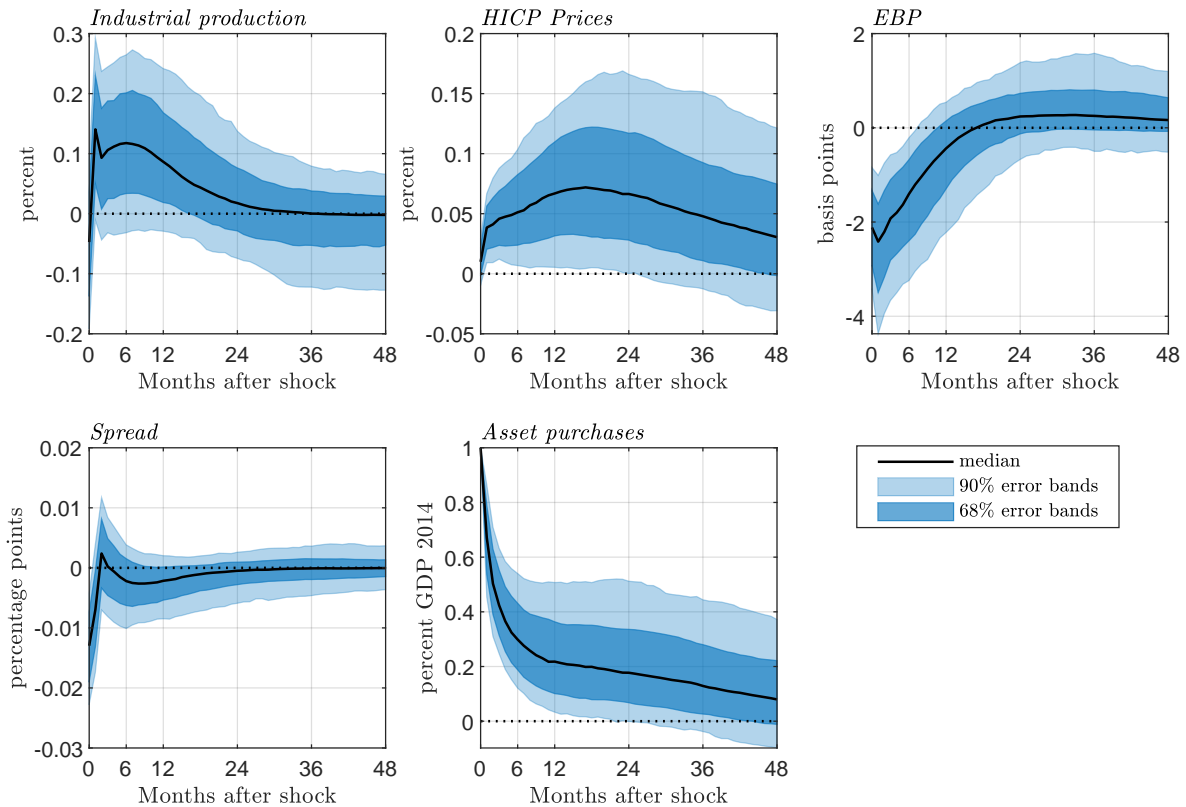 Industrial production
0.3
0.2
0.1
0
-0.1
-0.2
percent
0 6 12 24 36 48
Months after shock
HICP Prices
0.2
0.15
0.1
0.05
0
-0.05
percent
0 6 12 24 36 48
Months after shock
EBP
2
0
-2
-4
basis points
0 6 12 24 36 48
Months after shock
Spread
0.02
0.01
0
-0.01
-0.02
-0.03
percentage points
0 6 12 24 36 48
Months after shock
Asset purchases
1
0.8
0.6
0.4
0.2
0
percent GDP 2014
0 6 12 24 36 48
Months after shock
median
90% error bands
68% error bands